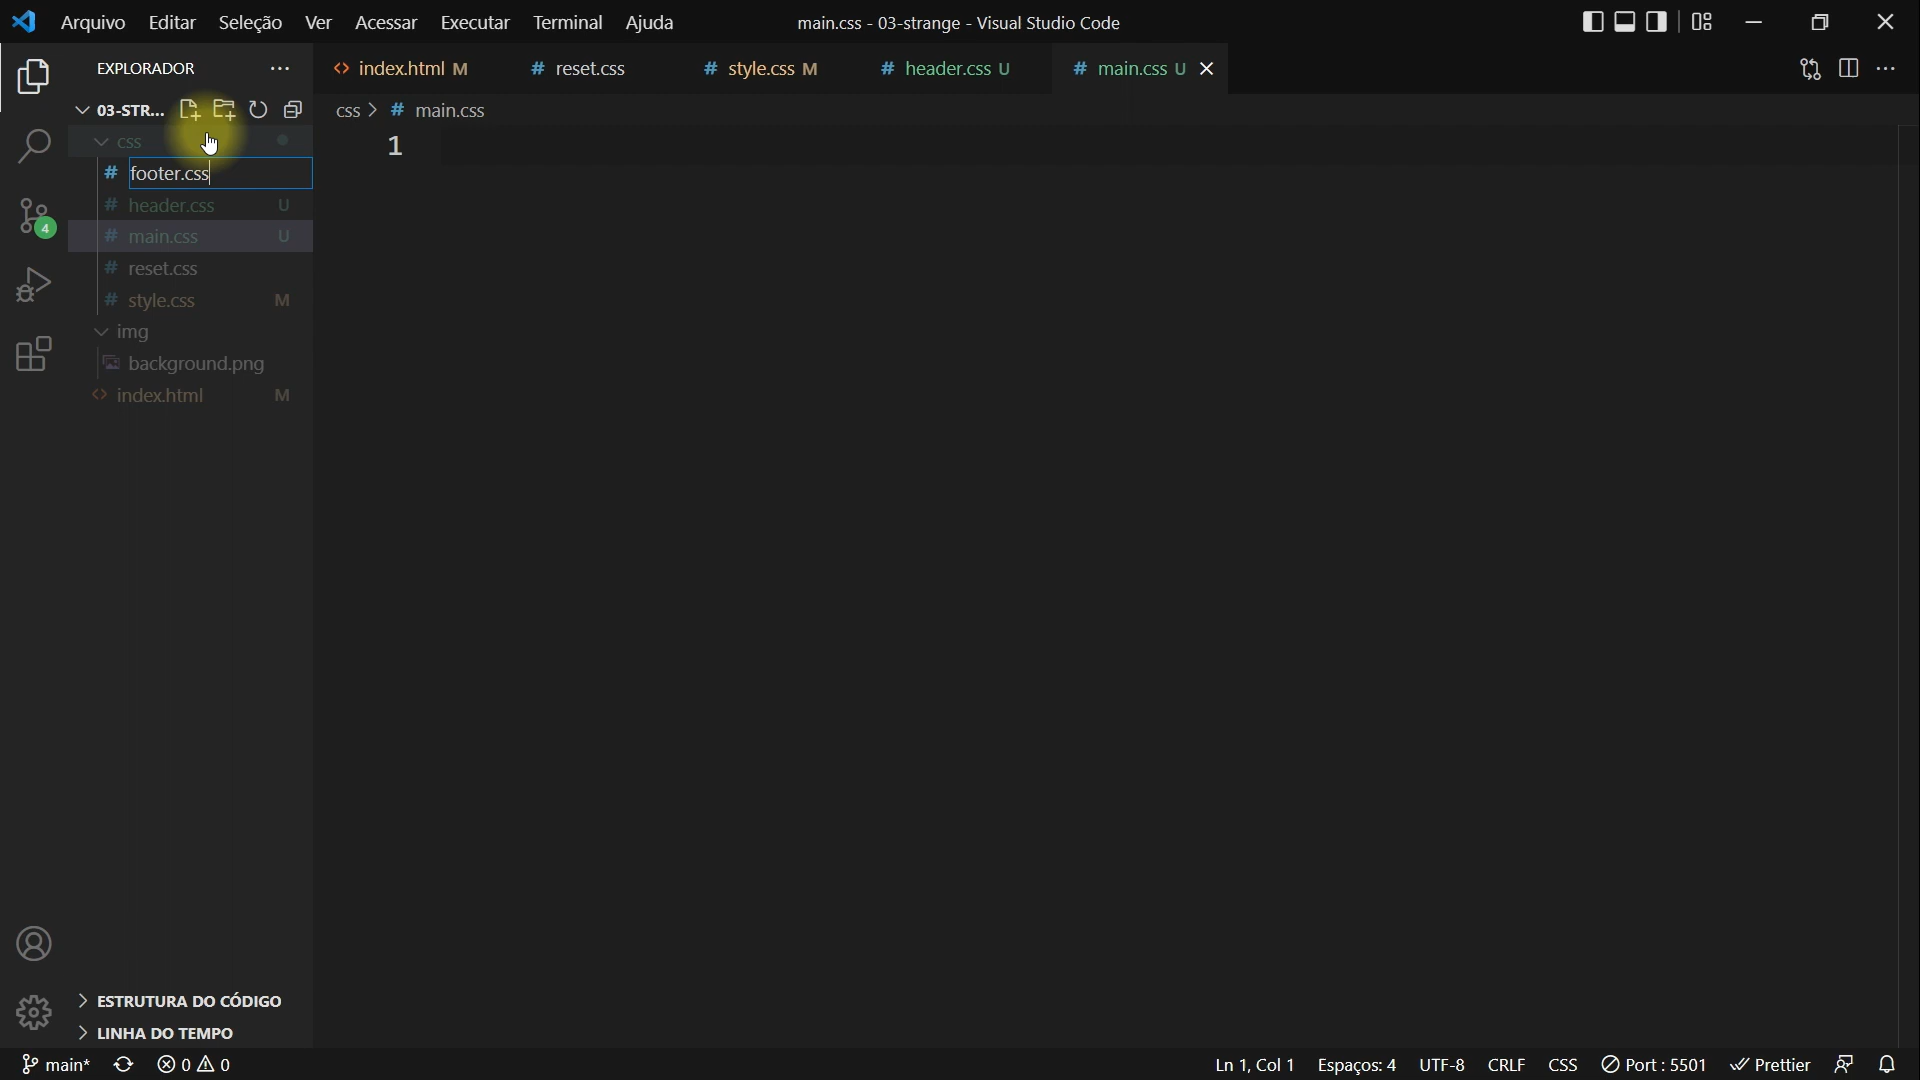 Arquivo Editar Seleção Ver Acessar Executar Terminal Ajuda
main.css - 03-strange - Visual Studio Code
EXPLORADOR
index.html M
reset.css
style.css M
header.css U
main.css U
03-STR...
css > # main.css
css
1
# footer.css
# header.css U
# main.css U
# reset.css
# style.css M
img
background.png
<> index.html M
4
ESTRUTURA DO CÓDIGO
LINHA DO TEMPO
main* 0 0 Ln 1, Col 1 Espaços: 4 UTF-8 CRLF CSS Port : 5501 Prettier